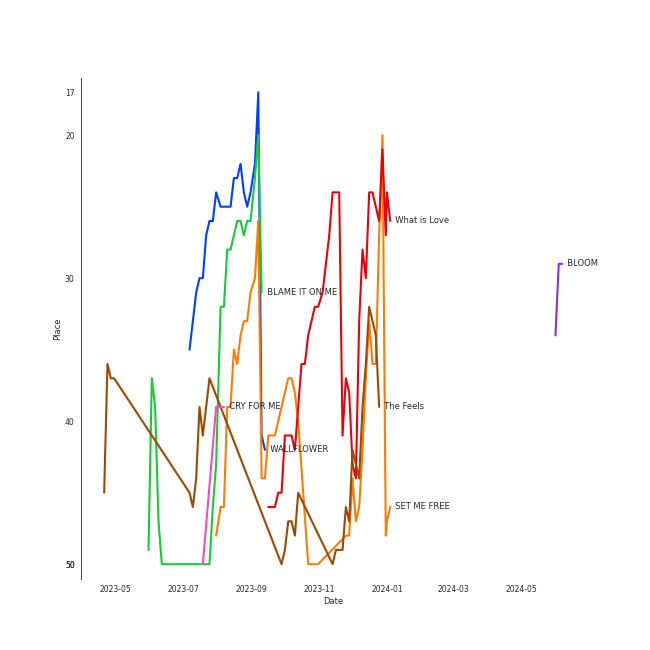 17
20
What is Love
BLOOM
30
BLAME IT ON ME
Place
CRY FOR ME
The Feels
40
WALLFLOWER
SET ME FREE
50
2023-05
2023-07
2023-09
2023-11
2024-01
2024-03
2024-05
Date